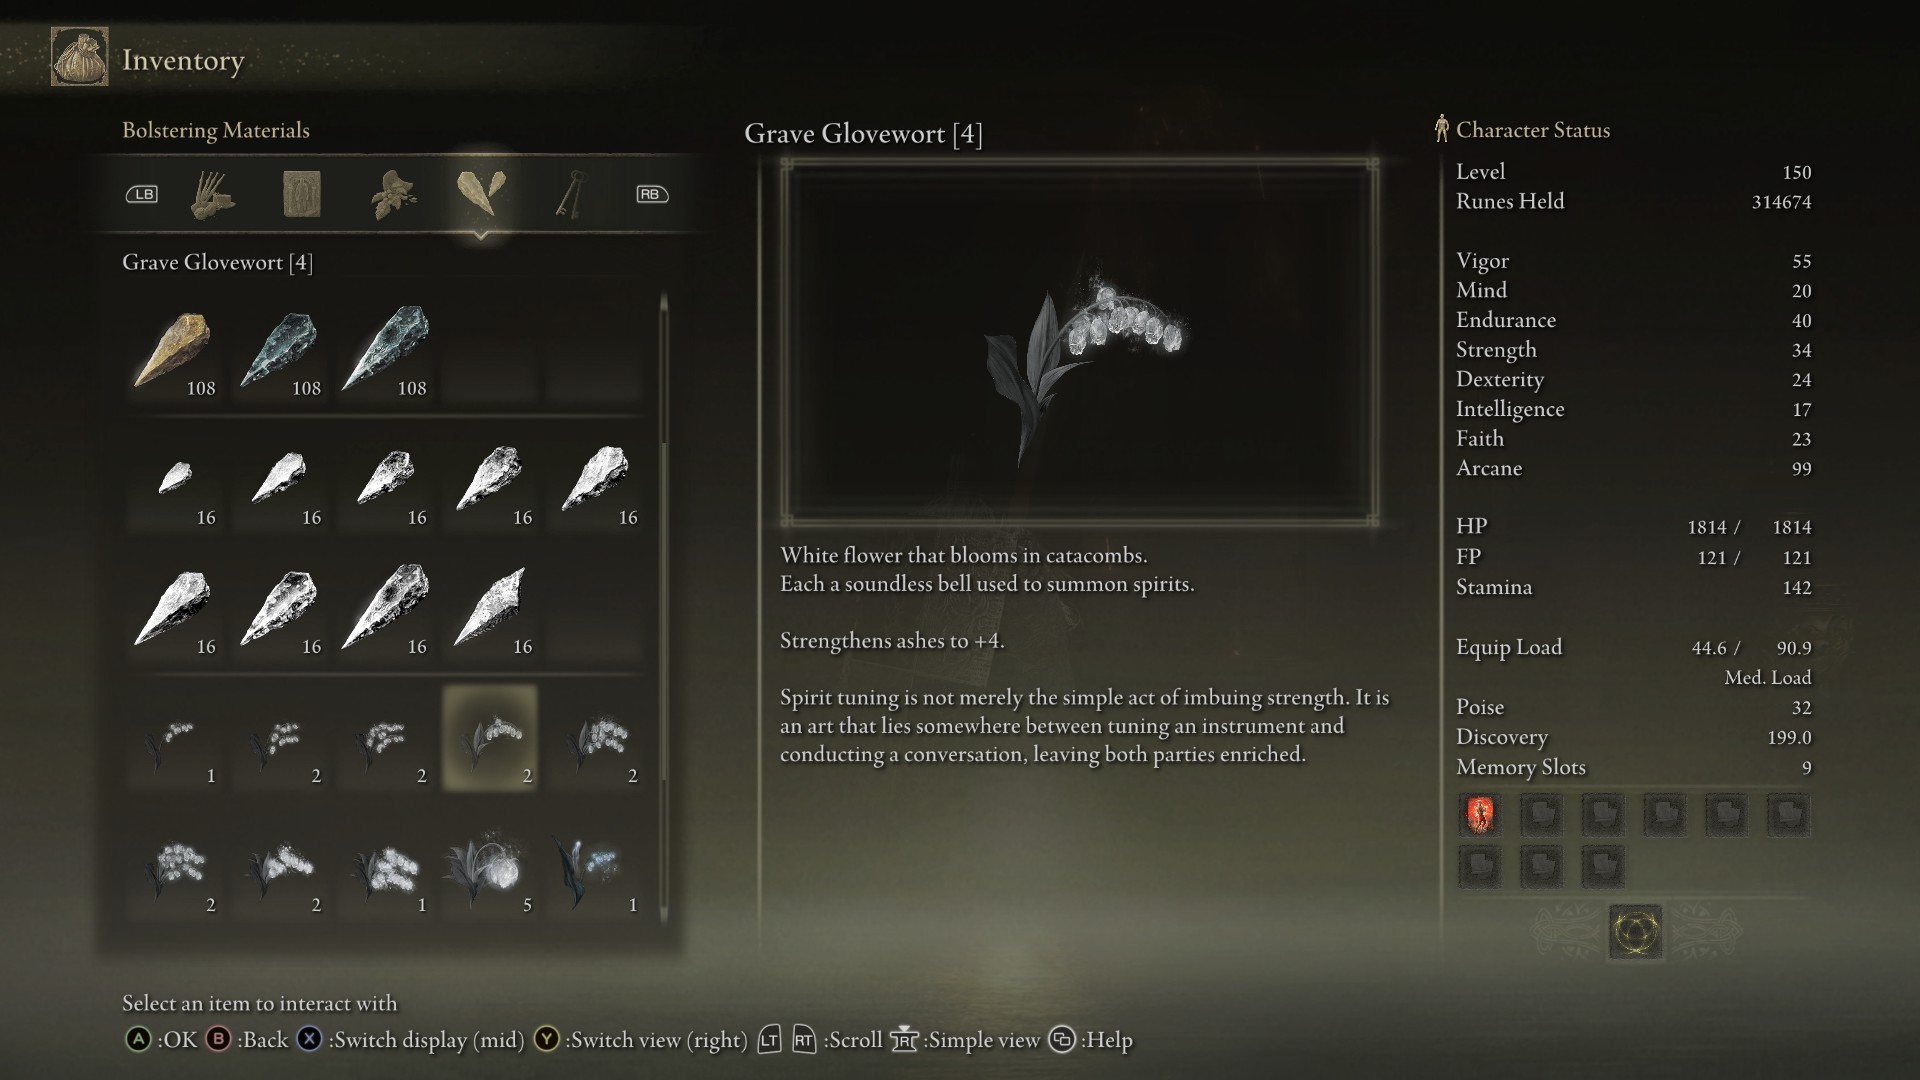 Inventory
Bolstering Materials
LB
RB
Grave Glovewort [4]
108 108 108
16 16 16 16 16
16 16 16 16
1 2 2 2 2
2 2 1 5 1
Grave Glovewort [4]
White flower that blooms in catacombs.
Each a soundless bell used to summon spirits.
Strengthens ashes to +4.
Spirit tuning is not merely the simple act of imbuing strength. It is
an art that lies somewhere between tuning an instrument and
conducting a conversation, leaving both parties enriched.
Character Status
Level 150
Runes Held 314674
Vigor 55
Mind 20
Endurance 40
Strength 34
Dexterity 24
Intelligence 17
Faith 23
Arcane 99
HP 1814 / 1814
FP 121 / 121
Stamina 142
Equip Load 44.6 / 90.9
Med. Load
Poise 32
Discovery 199.0
Memory Slots 9
Select an item to interact with
A :OK B :Back X :Switch display (mid) Y :Switch view (right) LT RT :Scroll R :Simple view :Help